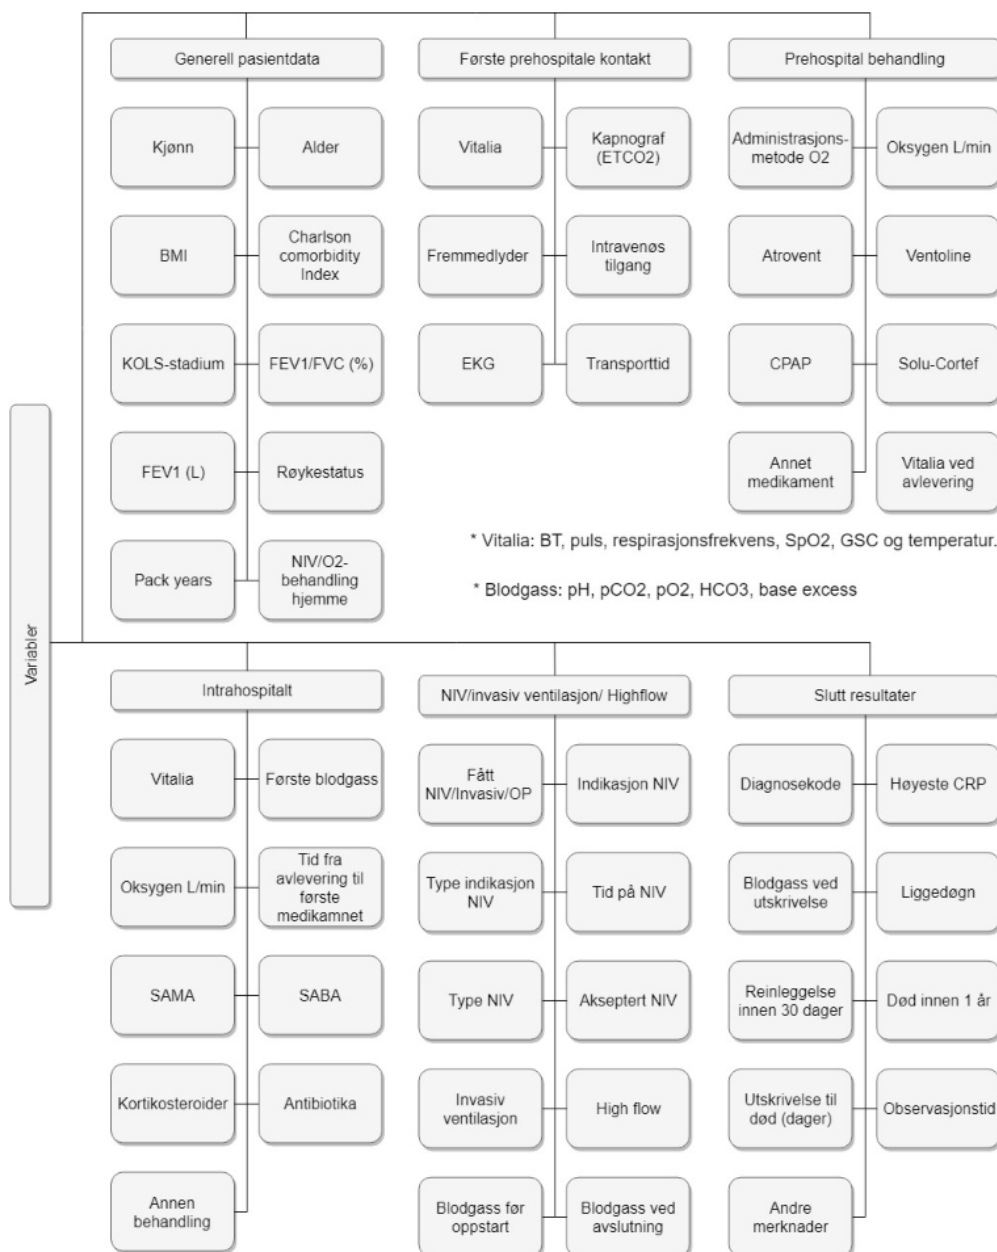 Generell pasientdata
Første prehospitale kontakt
Prehospital behandling
Kjønn
Alder
Vitalia
Kapnograf
(ETCO2)
Administrasjons-
metode O2
Oksygen L/min
BMI
Charlson
comorbidity
Index
Fremmedlyder
Intravenøs
tilgang
Atrovent
Ventoline
KOLS-stadium
FEV1/FVC (%)
EKG
Transporttid
CPAP
Solu-Cortef
FEV1 (L)
Røykestatus
Annet
medikament
Vitalia ved
avlevering
* Vitalia: BT, puls, respirasjonsfrekvens, SpO2, GSC og temperatur.
Pack years
NIV/O2-
behandling
hjemme
* Blodgass: pH, pCO2, pO2, HCO3, base excess
Variabler
Intrahospitalt
NIV/invasiv ventilasjon/ Highflow
Slutt resultater
Vitalia
Første blodgass
Fått
NIV/Invasiv/OP
Indikasjon NIV
Diagnosekode
Høyeste CRP
Oksygen L/min
Tid fra
avlevering til
første
medikamnet
Type indikasjon
NIV
Tid på NIV
Blodgass ved
utskrivelse
Liggedøgn
SAMA
SABA
Type NIV
Akseptert NIV
Reinleggelse
innen 30 dager
Død innen 1 år
Kortikosteroider
Antibiotika
Invasiv
ventilasjon
High flow
Utskrivelse til
død (dager)
Observasjonstid
Annen
behandling
Blodgass før
oppstart
Blodgass ved
avslutning
Andre
merknader